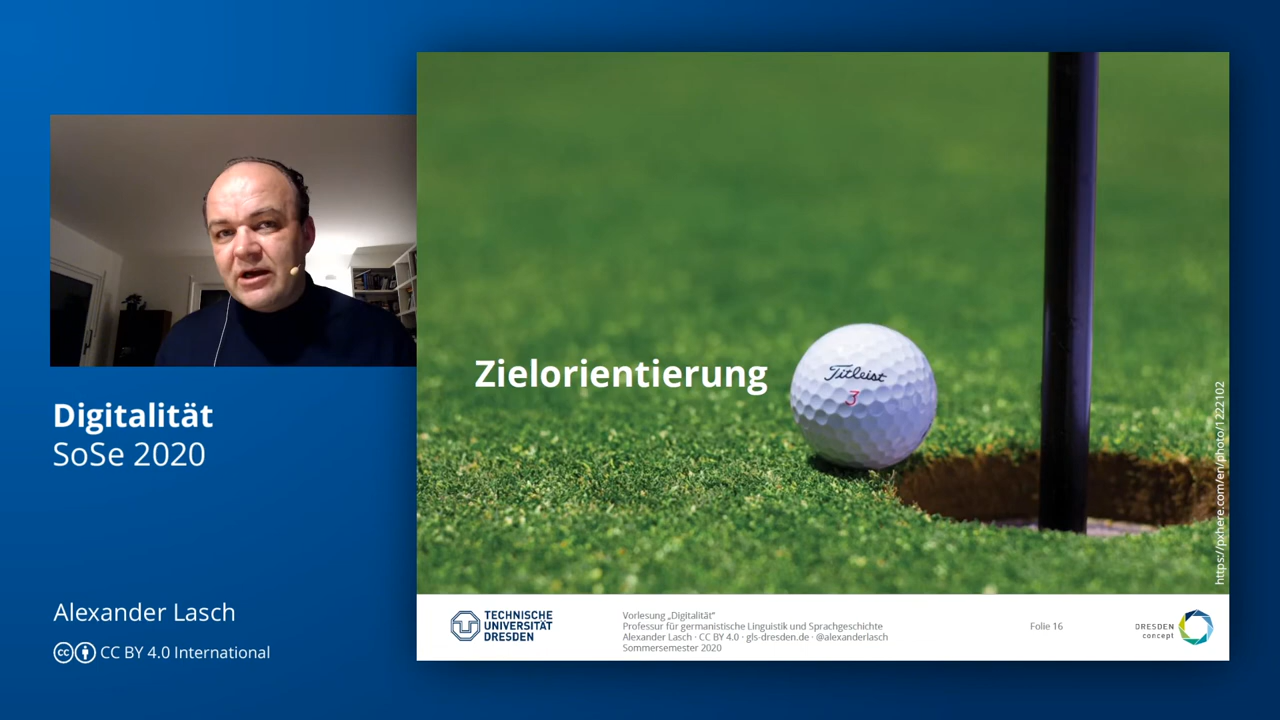 Digitalität
SoSe 2020
Alexander Lasch
CC BY 4.0 International
Zielorientierung
Titleist
3
https://pxhere.com/en/photo/1222102
TECHNISCHE
UNIVERSITÄT
DRESDEN
Vorlesung „Digitalität“
Professur für germanistische Linguistik und Sprachgeschichte
Alexander Lasch · CC BY 4.0 · gls-dresden.de · @alexanderlasch
Sommersemester 2020
Folie 16
DRESDEN
concept